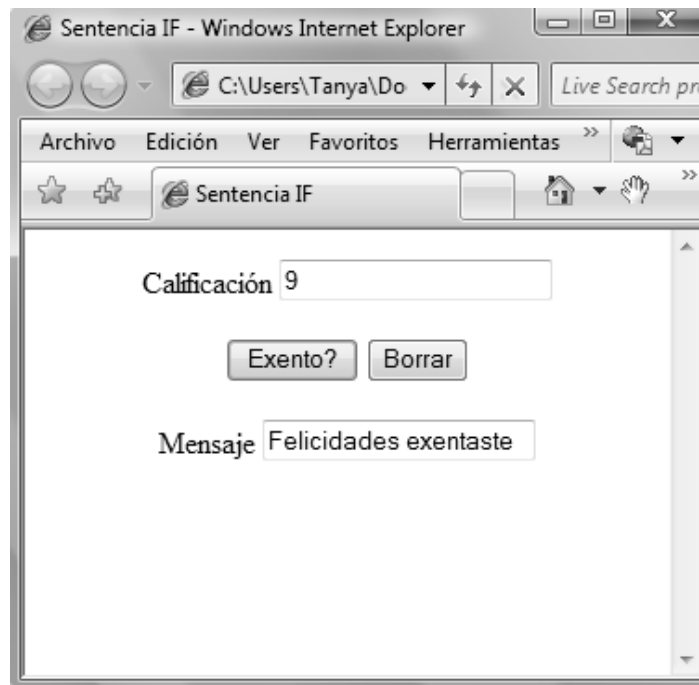 Sentencia IF - Windows Internet Explorer
C:\Users\Tanya\Do
Live Search pr
Archivo Edición Ver Favoritos Herramientas »
Sentencia IF »
Calificación 9
Exento? Borrar
Mensaje Felicidades exentaste